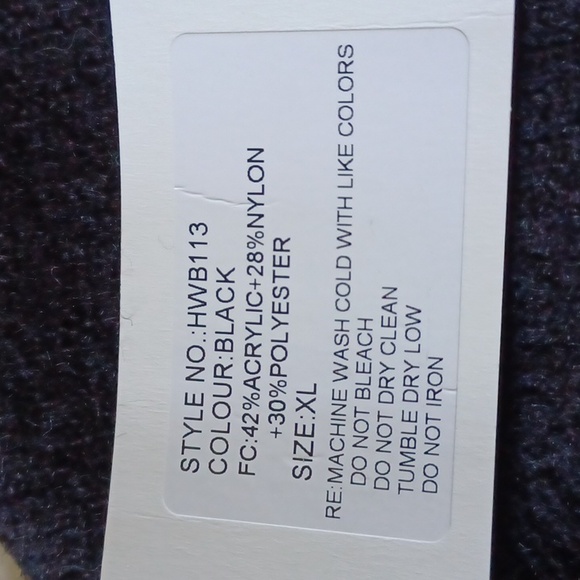 STYLE NO.:HWB113
COLOUR:BLACK
FC:42%ACRYLIC+28%NYLON
+30%POLYESTER
SIZE:XL
RE:MACHINE WASH COLD WITH LIKE COLORS
DO NOT BLEACH
DO NOT DRY CLEAN
TUMBLE DRY LOW
DO NOT IRON